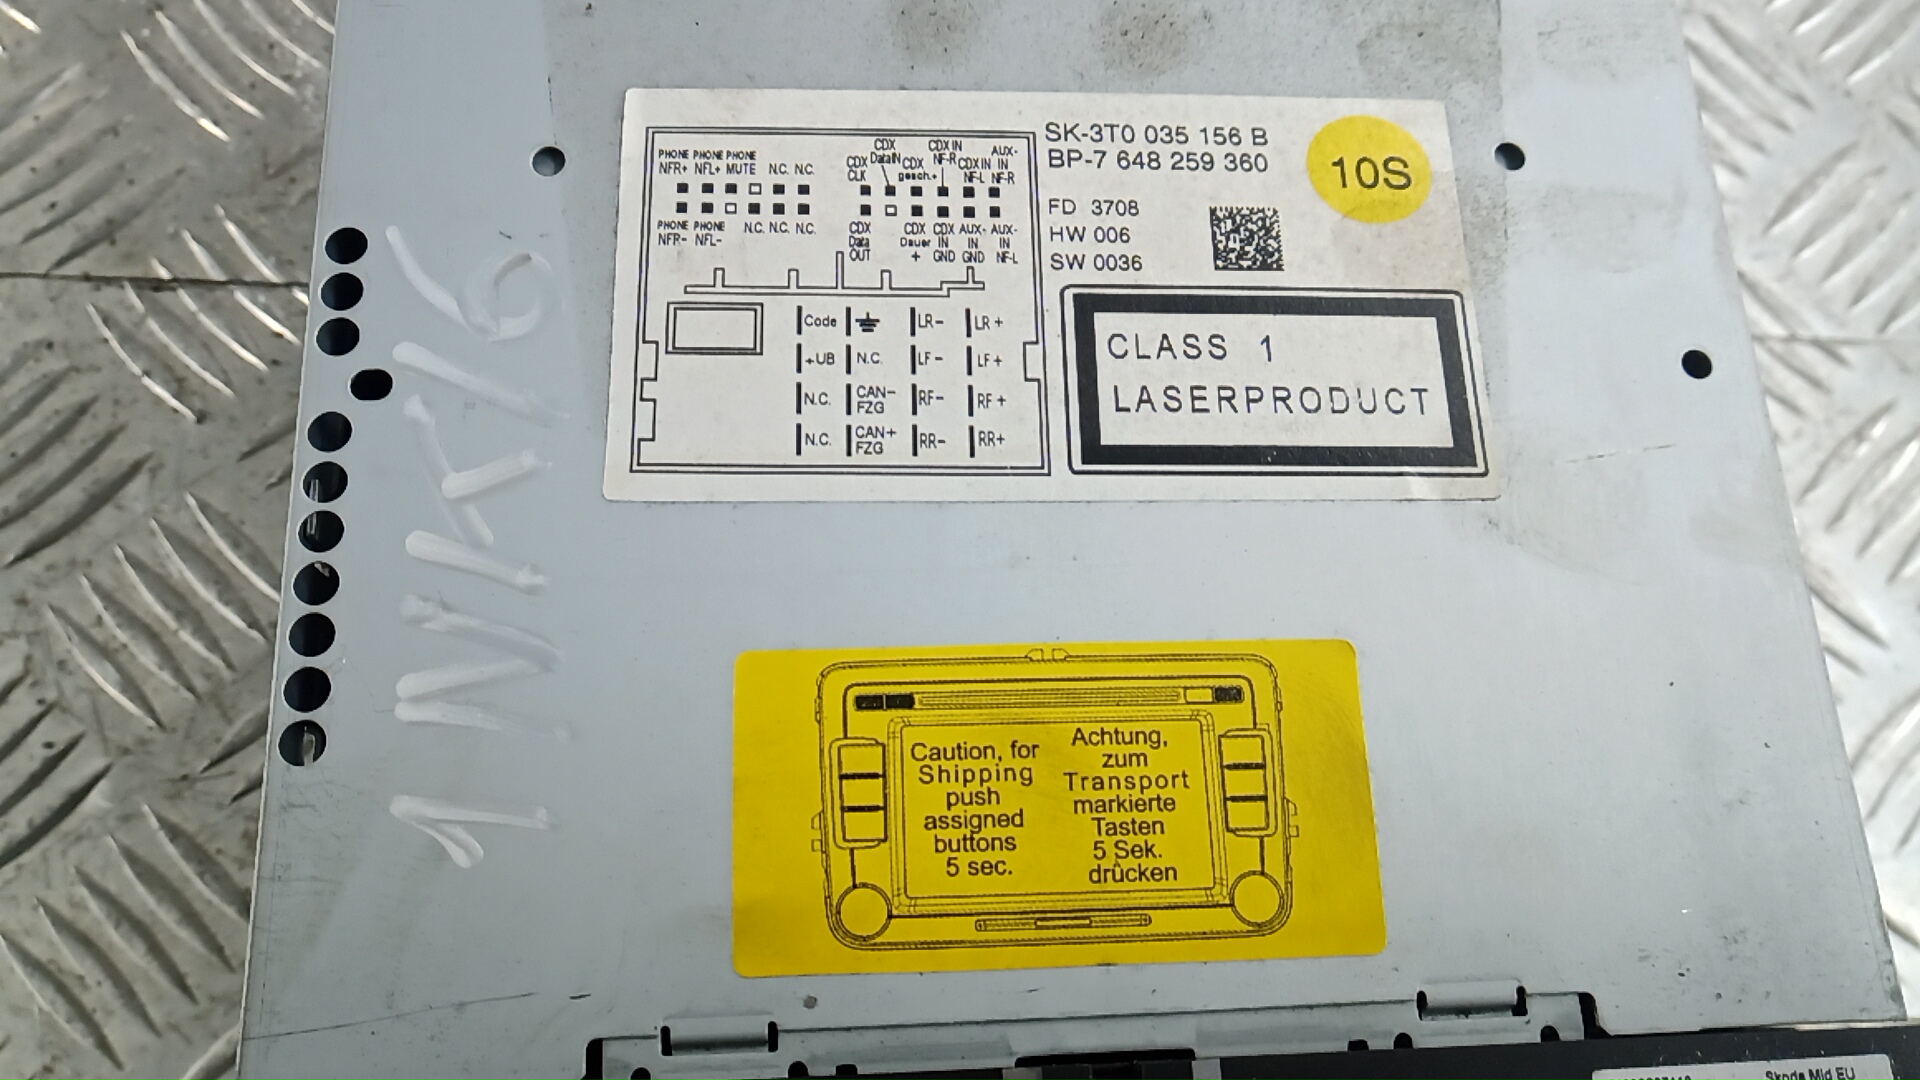 SK-3T0 035 156 B
BP-7 648 259 360
10S
FD 3708
HW 006
SW 0036
CLASS 1
LASERPRODUCT
PHONE PHONE PHONE
NFR+ NFL+ MUTE N.C. N.C.
CDX CLK
CDX DataIN
CDX gesch.+
CDX IN NF-R
CDX IN NF-L
AUX-IN NF-R
PHONE PHONE
NFR- NFL- N.C. N.C. N.C.
CDX Data OUT
CDX Dauer +
CDX IN GND
AUX-IN GND
AUX-IN NF-L
Code LR- LR+
+UB N.C. LF- LF+
N.C. CAN- FZG RF- RF+
N.C. CAN+ FZG RR- RR+
Caution, for
Shipping
push
assigned
buttons
5 sec.
Achtung,
zum
Transport
markierte
Tasten
5 Sek.
drücken
Skoda Mid EU